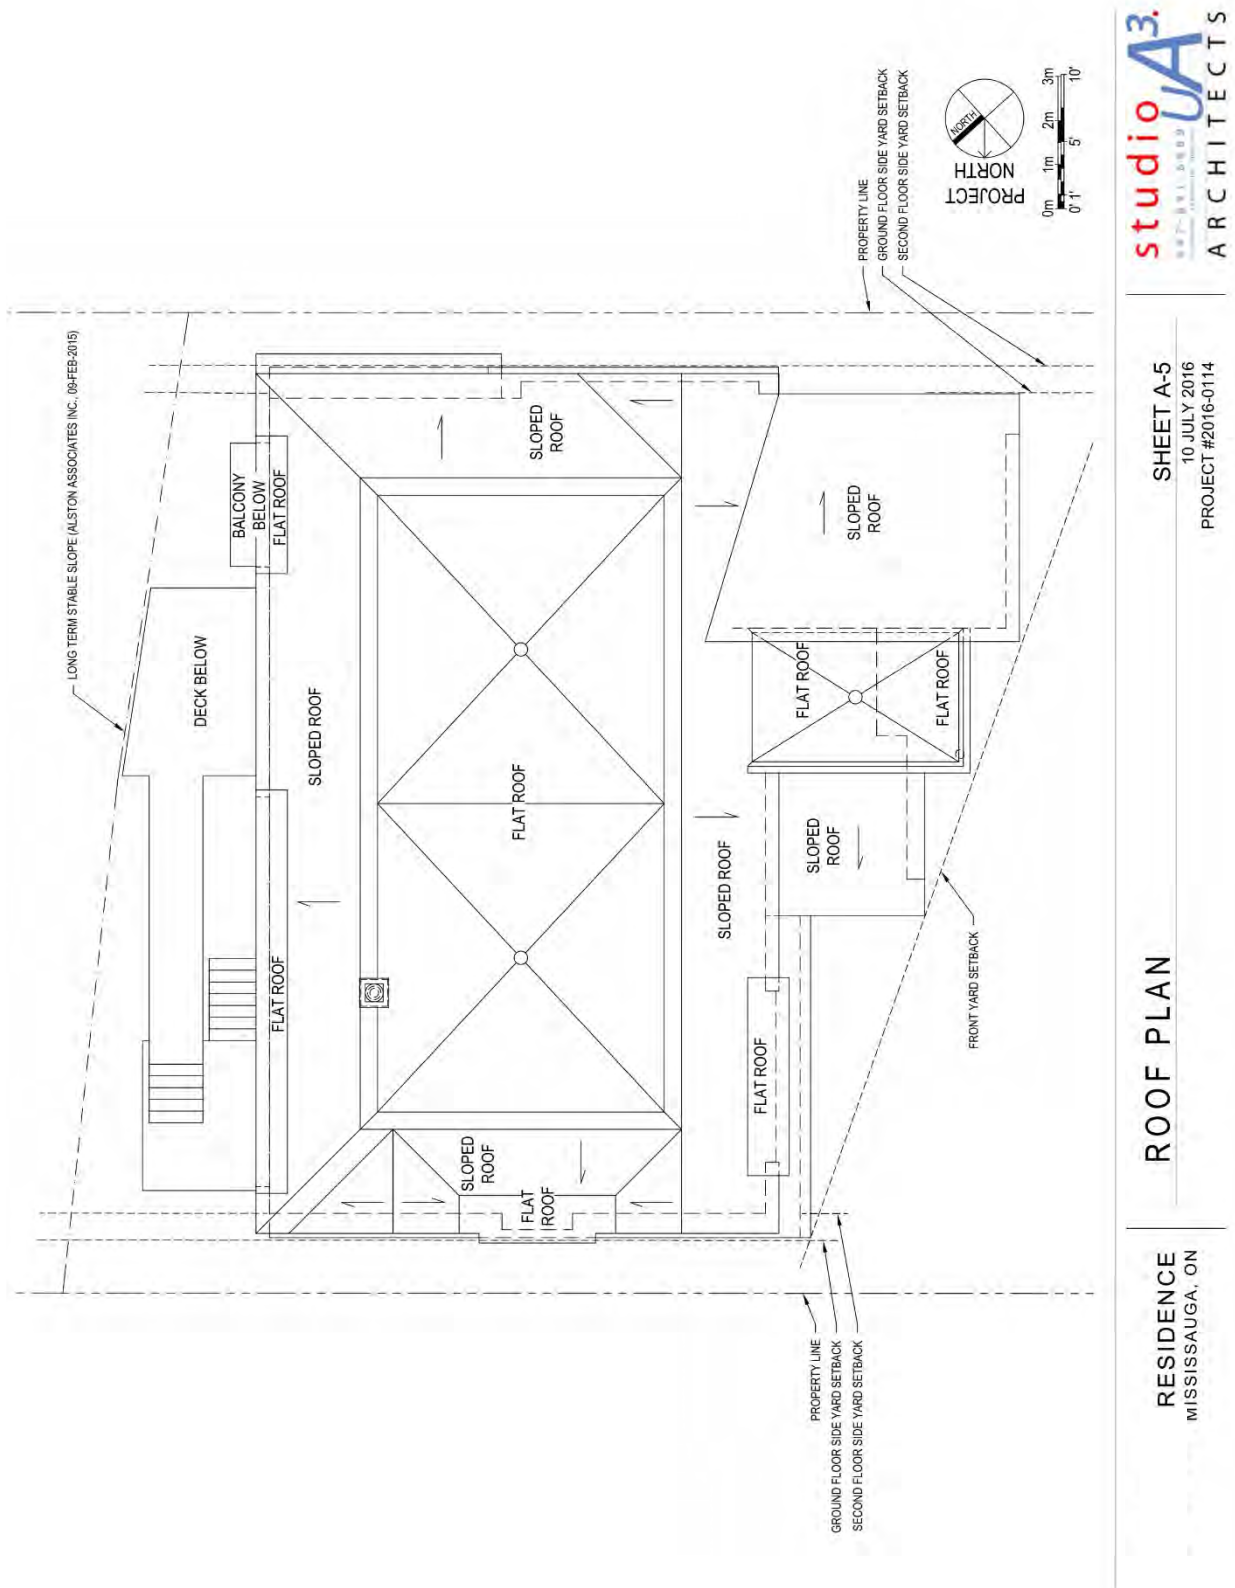 LONG TERM STABLE SLOPE (ALSTON ASSOCIATES INC., 09-FEB-2015)
DECK BELOW
BALCONY
BELOW
FLAT ROOF
SLOPED ROOF
FLAT ROOF
SLOPED
ROOF
FLAT ROOF
SLOPED
ROOF
FLAT
ROOF
SLOPED ROOF
FLAT ROOF
SLOPED
ROOF
FLAT ROOF
FLAT ROOF
SLOPED
ROOF
FRONT YARD SETBACK
PROPERTY LINE
GROUND FLOOR SIDE YARD SETBACK
SECOND FLOOR SIDE YARD SETBACK
PROPERTY LINE
GROUND FLOOR SIDE YARD SETBACK
SECOND FLOOR SIDE YARD SETBACK
NORTH
PROJECT
NORTH
0m 1m 2m 3m
0' 1' 5' 10'
RESIDENCE
MISSISSAUGA, ON
ROOF PLAN
SHEET A-5
10 JULY 2016
PROJECT #2016-0114
studio
uA3.
ARCHITECTS